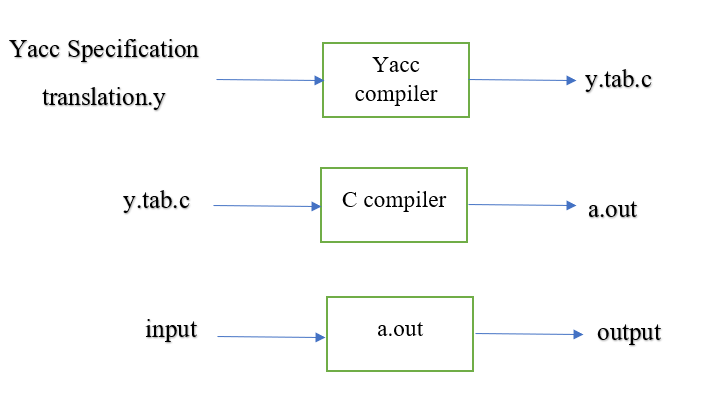 Yacc Specification
translation.y
Yacc
compiler
y.tab.c
y.tab.c
C compiler
a.out
input
a.out
output